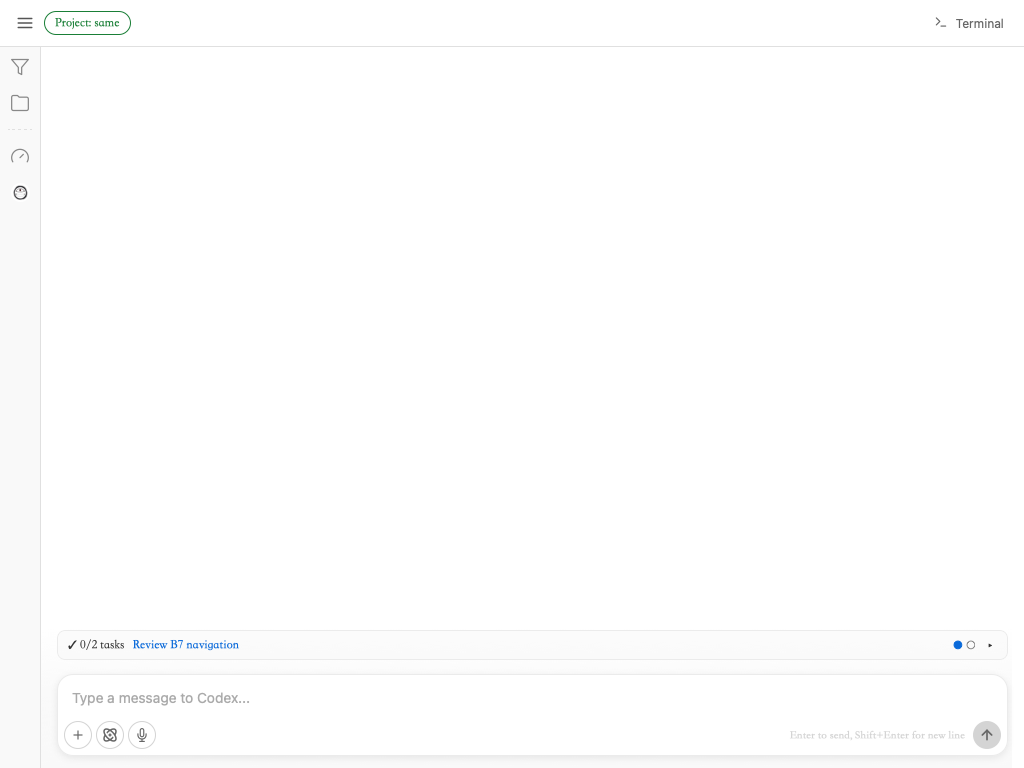 Project: same
Terminal
✓ 0/2 tasks Review B7 navigation
Type a message to Codex...
Enter to send, Shift+Enter for new line